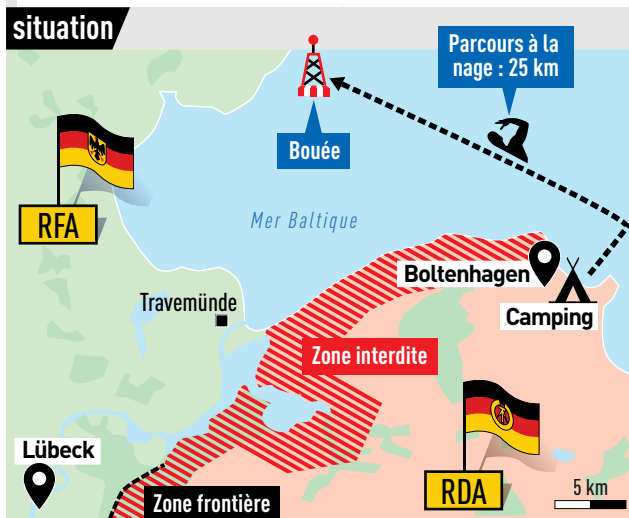 situation
Parcours à la
nage : 25 km
Bouée
RFA
Mer Baltique
Boltenhagen
Travemünde
Camping
Zone interdite
Lübeck
RDA
5 km
Zone frontière